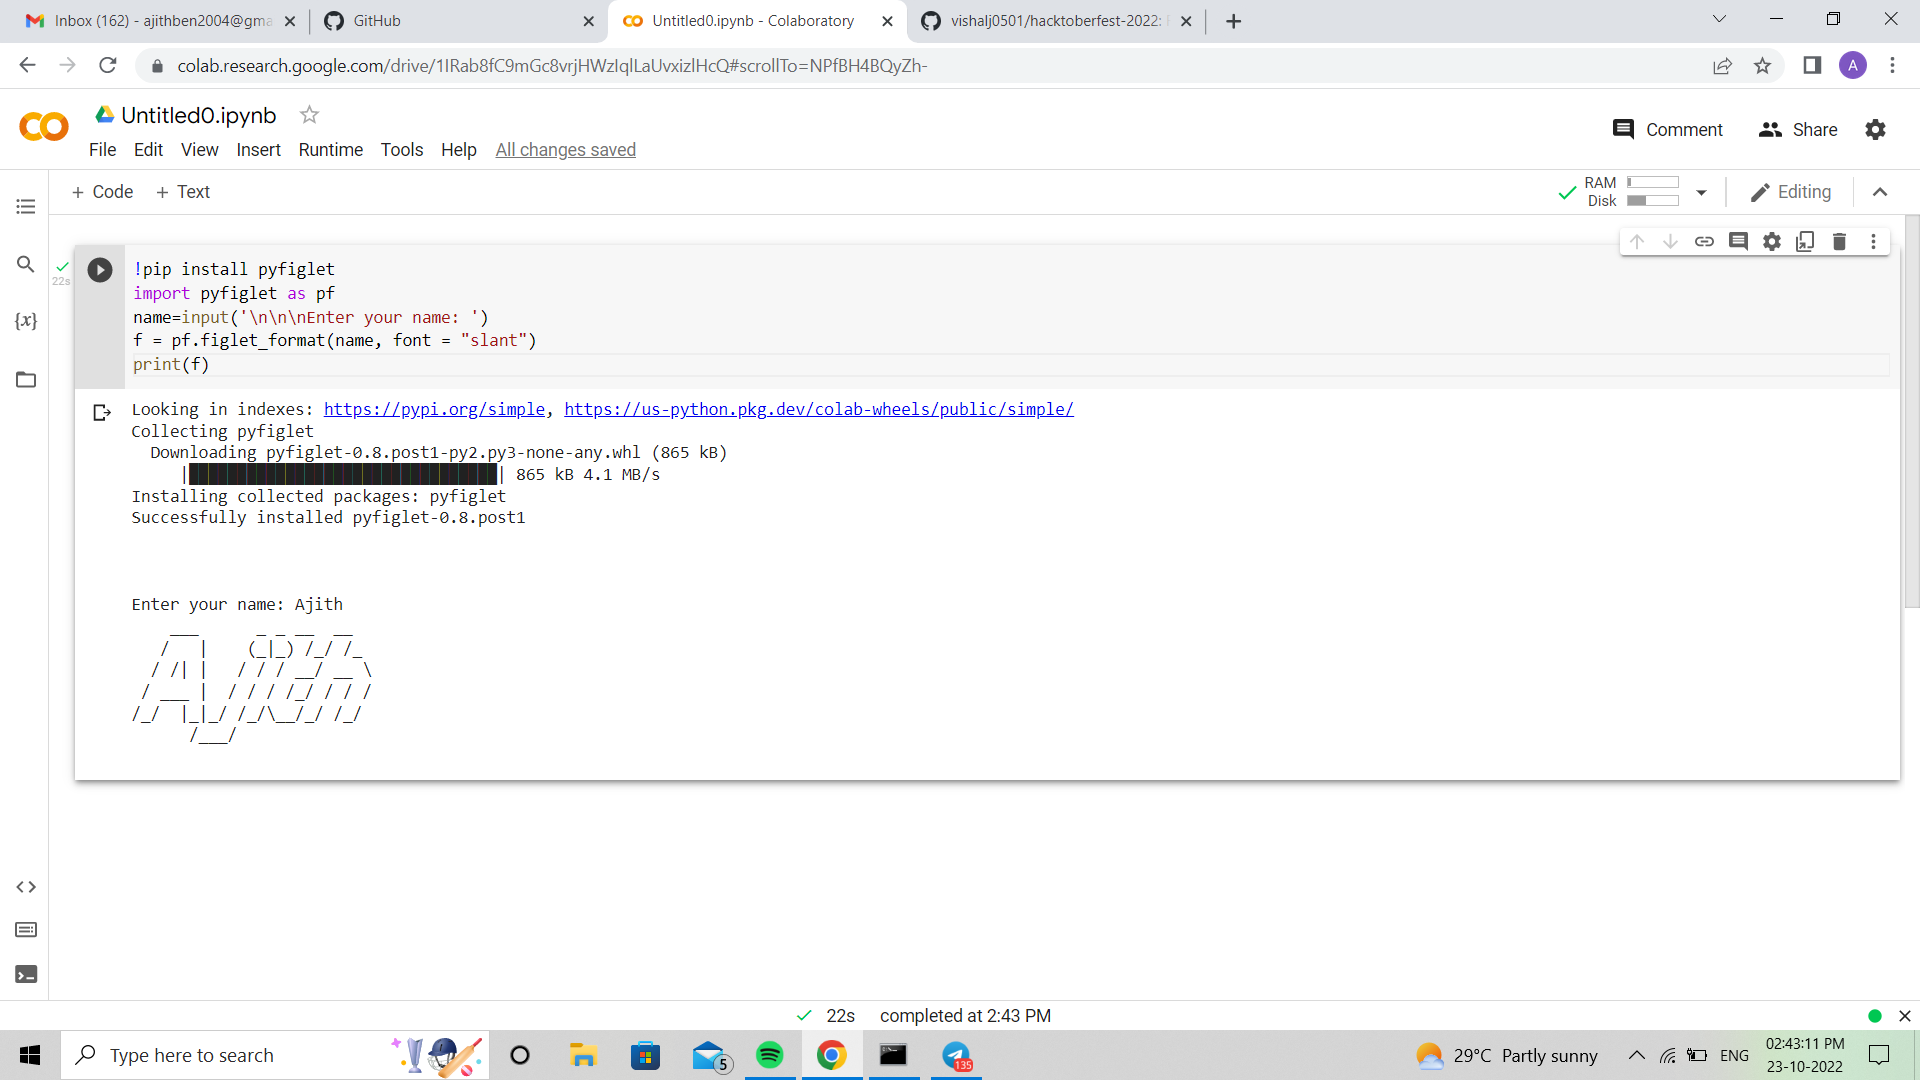 Inbox (162) - ajithben2004@gma
GitHub
Untitled0.ipynb - Colaboratory
vishalj0501/hacktoberfest-2022:
colab.research.google.com/drive/1IRab8fC9mGc8vrjHWzIqlLaUvxizlHcQ#scrollTo=NPfBH4BQyZh-
A
Untitled0.ipynb
File Edit View Insert Runtime Tools Help All changes saved
Comment
Share
+ Code + Text
RAM
Disk
Editing
22s
{x}
!pip install pyfiglet
import pyfiglet as pf
name=input('\n\n\nEnter your name: ')
f = pf.figlet_format(name, font = "slant")
print(f)
Looking in indexes: https://pypi.org/simple, https://us-python.pkg.dev/colab-wheels/public/simple/
Collecting pyfiglet
  Downloading pyfiglet-0.8.post1-py2.py3-none-any.whl (865 kB)
     |████████████████████████████████| 865 kB 4.1 MB/s
Installing collected packages: pyfiglet
Successfully installed pyfiglet-0.8.post1
Enter your name: Ajith
    ___      _ _ __  __
   /   |    (_|_) /_/ /_
  / /| |   / / / __/ __ \
 / ___ |  / / / /_/ / / /
/_/  |_|_/ /_/\__/_/ /_/
      /___/
22s completed at 2:43 PM
Type here to search
5
135
29°C Partly sunny
ENG
02:43:11 PM
23-10-2022